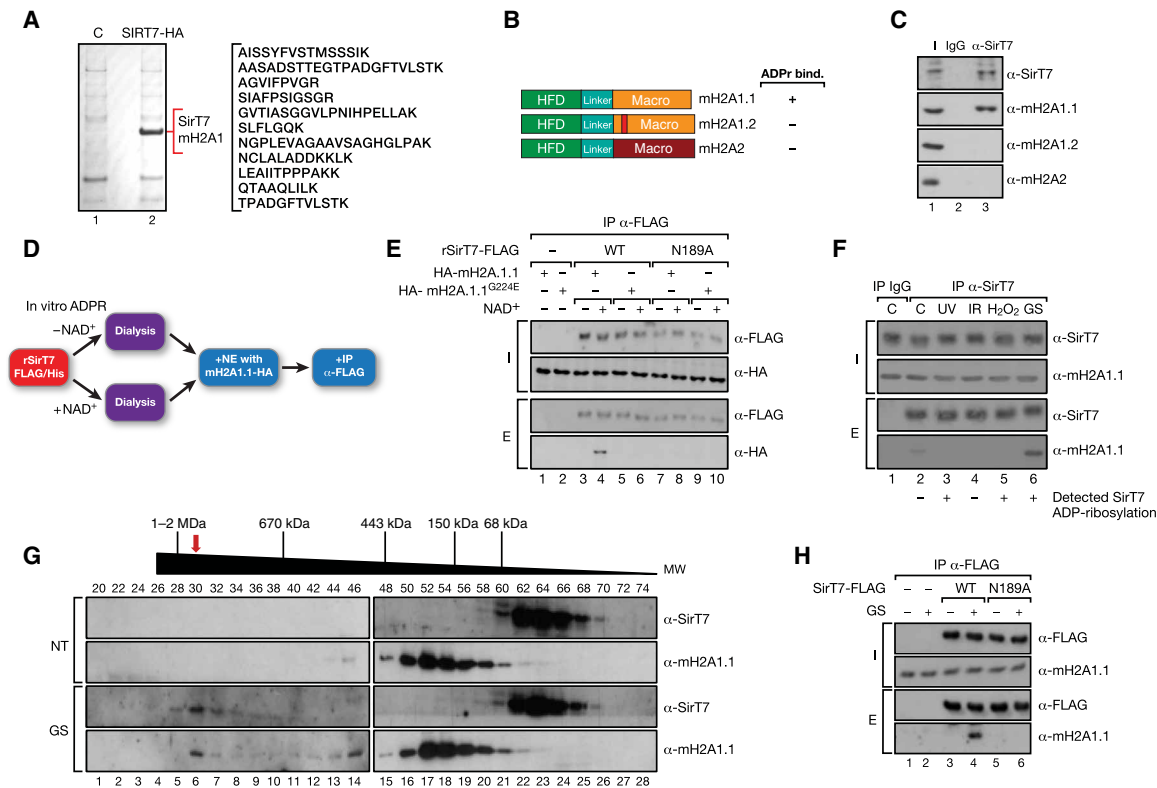 A
C SIRT7-HA
SirT7
mH2A1
1 2
AISSYFVSTMSSSIK
AASADSTTEGTPADGFTVLSTK
AGVIFPVGR
SIAFPSIGSGR
GVTIASGGVLPNIHPELLAK
SLFLGQK
NGPLEVAGAAVSAGHGLPAK
NCLALADDKKLK
LEAIITPPPAKK
QTAAQLILK
TPADGFTVLSTK
B
ADPr bind.
HFD Linker Macro mH2A1.1 +
HFD Linker Macro mH2A1.2 –
HFD Linker Macro mH2A2 –
C
I IgG α-SirT7
α-SirT7
α-mH2A1.1
α-mH2A1.2
α-mH2A2
1 2 3
D
In vitro ADPR
–NAD⁺
Dialysis
rSirT7
FLAG/His
+NE with
mH2A1.1-HA
+IP
α-FLAG
+NAD⁺
Dialysis
E
IP α-FLAG
rSirT7-FLAG – WT N189A
HA-mH2A.1.1 + – + – + –
HA- mH2A.1.1G224E – + – + – +
NAD⁺ – + – + – + – +
I
α-FLAG
α-HA
E
α-FLAG
α-HA
1 2 3 4 5 6 7 8 9 10
F
IP IgG IP α-SirT7
C C UV IR H₂O₂ GS
I
α-SirT7
α-mH2A1.1
E
α-SirT7
α-mH2A1.1
1 2 3 4 5 6
– + – + + Detected SirT7
ADP-ribosylation
G
1–2 MDa 670 kDa 443 kDa 150 kDa 68 kDa
MW
20 22 24 26 28 30 32 34 36 38 40 42 44 46 48 50 52 54 56 58 60 62 64 66 68 70 72 74
NT
α-SirT7
α-mH2A1.1
GS
α-SirT7
α-mH2A1.1
1 2 3 4 5 6 7 8 9 10 11 12 13 14 15 16 17 18 19 20 21 22 23 24 25 26 27 28
H
IP α-FLAG
SirT7-FLAG – – WT N189A
GS – + – + – +
I
α-FLAG
α-mH2A1.1
E
α-FLAG
α-mH2A1.1
1 2 3 4 5 6